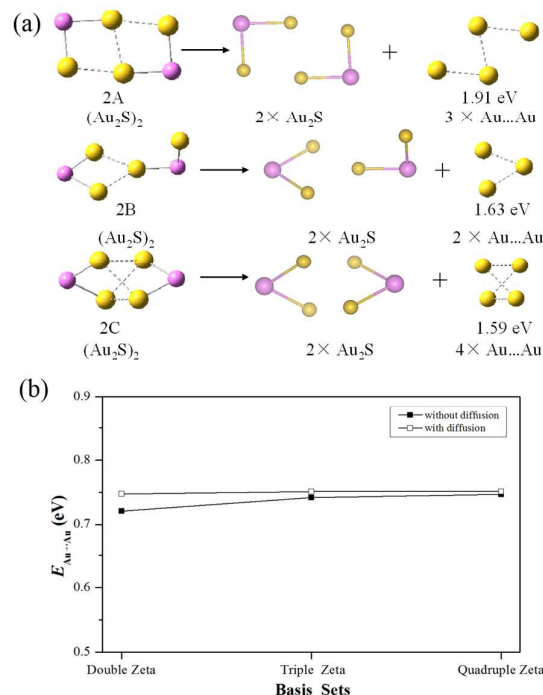 (a)
+
2A
1.91 eV
(Au₂S)₂
2× Au₂S
3 × Au...Au
+
2B
1.63 eV
(Au₂S)₂
2× Au₂S
2 × Au...Au
+
2C
1.59 eV
(Au₂S)₂
2× Au₂S
4× Au...Au
(b)
0.9
without diffusion
with diffusion
0.8
0.7
0.6
0.5
E Au···Au (eV)
Double Zeta
Triple Zeta
Quadruple Zeta
Basis Sets